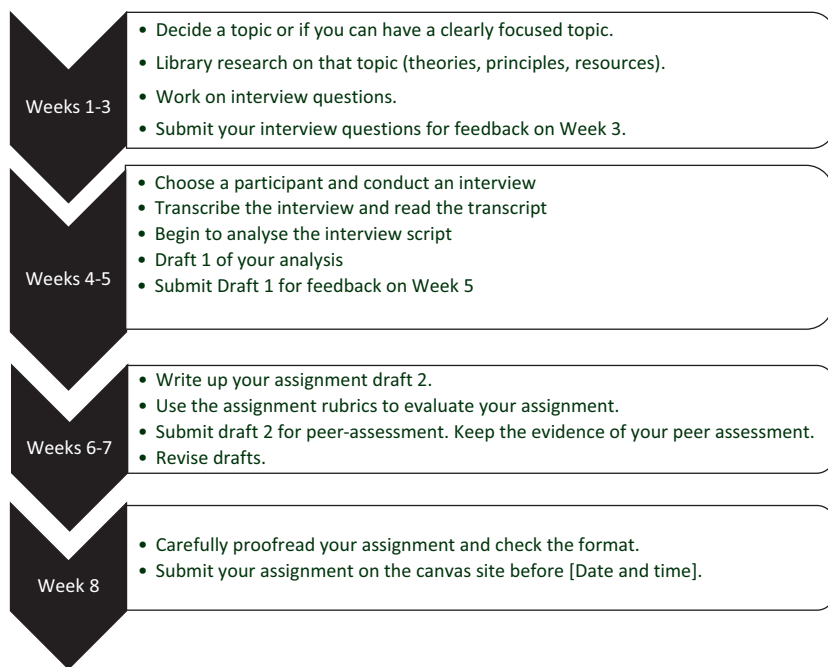 Weeks 1-3
• Decide a topic or if you can have a clearly focused topic.
• Library research on that topic (theories, principles, resources).
• Work on interview questions.
• Submit your interview questions for feedback on Week 3.
Weeks 4-5
• Choose a participant and conduct an interview
• Transcribe the interview and read the transcript
• Begin to analyse the interview script
• Draft 1 of your analysis
• Submit Draft 1 for feedback on Week 5
Weeks 6-7
• Write up your assignment draft 2.
• Use the assignment rubrics to evaluate your assignment.
• Submit draft 2 for peer-assessment. Keep the evidence of your peer assessment.
• Revise drafts.
Week 8
• Carefully proofread your assignment and check the format.
• Submit your assignment on the canvas site before [Date and time].